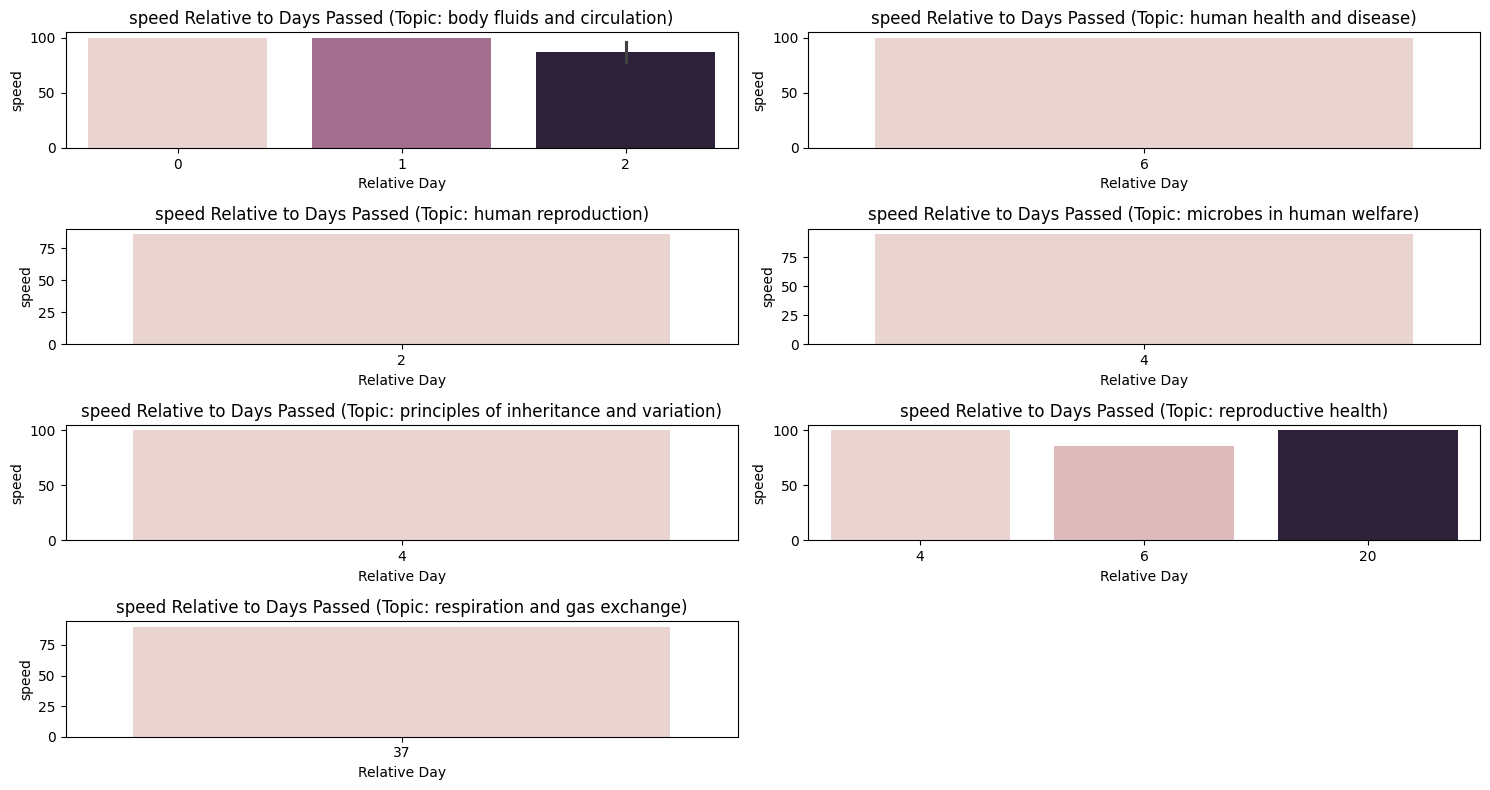 speed Relative to Days Passed (Topic: body fluids and circulation)
100
50
0
speed
0 1 2
Relative Day
speed Relative to Days Passed (Topic: human health and disease)
100
50
0
speed
6
Relative Day
speed Relative to Days Passed (Topic: human reproduction)
75
50
25
0
speed
2
Relative Day
speed Relative to Days Passed (Topic: microbes in human welfare)
75
50
25
0
speed
4
Relative Day
speed Relative to Days Passed (Topic: principles of inheritance and variation)
100
50
0
speed
4
Relative Day
speed Relative to Days Passed (Topic: reproductive health)
100
50
0
speed
4 6 20
Relative Day
speed Relative to Days Passed (Topic: respiration and gas exchange)
75
50
25
0
speed
37
Relative Day